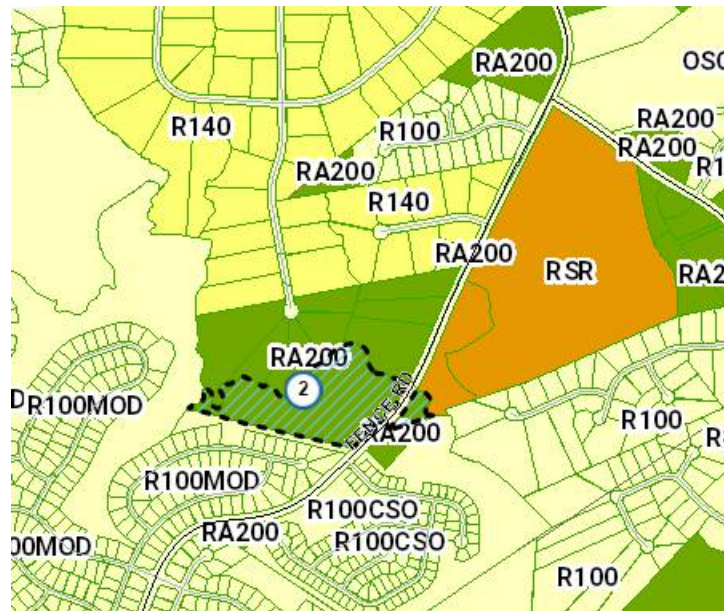 RA200
OSC
R140
R100
RA200
RA200
R1
RA200
R140
RA200
RSR
RA2
RA200
2
D
R100MOD
FENCE RD
RA200
R100
R
R100MOD
R100CSO
RA200
R100CSO
00MOD
R100